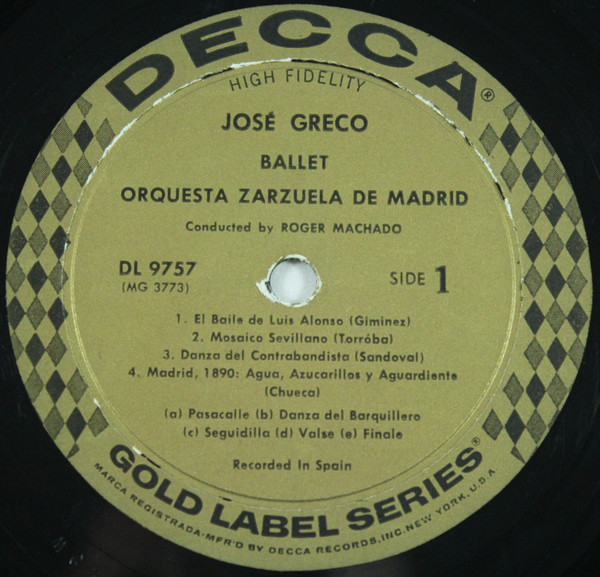 DECCA®
HIGH FIDELITY
JOSÉ GRECO
BALLET
ORQUESTA ZARZUELA DE MADRID
Conducted by ROGER MACHADO
DL 9757
(MG 3773)
SIDE 1
1. El Baile de Luis Alonso (Giminez)
2. Mosaico Sevillano (Torróba)
3. Danza del Contrabandista (Sandoval)
4. Madrid, 1890: Agua, Azucarillos y Aguardiente
(Chueca)
(a) Pasacalle (b) Danza del Barquillero
(c) Seguidilla (d) Valse (e) Finale
Recorded In Spain
GOLD LABEL SERIES®
MARCA REGISTRADA·MFR'D BY DECCA RECORDS, INC. NEW YORK, U.S.A